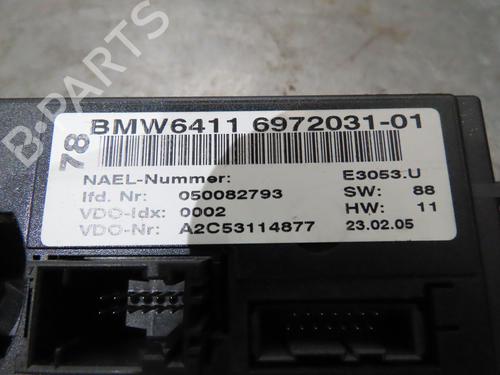 B-PARTS
78
BMW6411 6972031-01
NAEL-Nummer: E3053.U
lfd. Nr: 050082793 SW: 88
VDO-Idx: 0002 HW: 11
VDO-Nr: A2C53114877 23.02.05